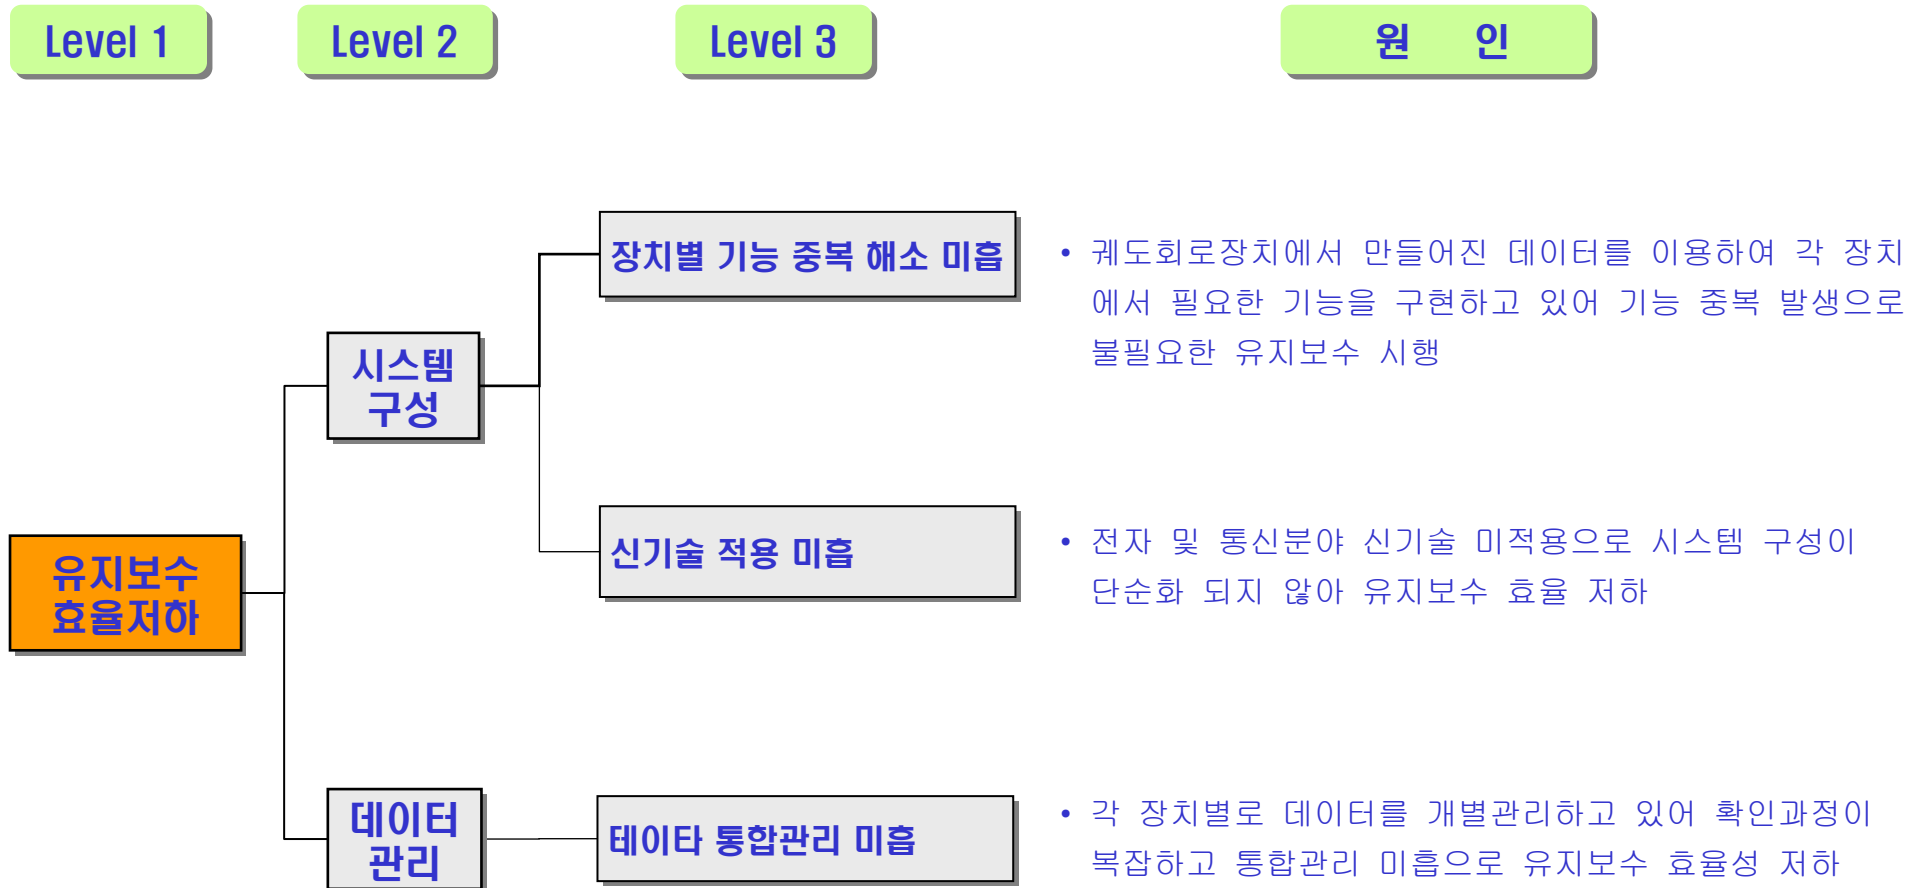 Level 1
Level 2
Level 3
원 인
장치별 기능 중복 해소 미흡
• 궤도회로장치에서 만들어진 데이터를 이용하여 각 장치
에서 필요한 기능을 구현하고 있어 기능 중복 발생으로
불필요한 유지보수 시행
시스템
구성
신기술 적용 미흡
• 전자 및 통신분야 신기술 미적용으로 시스템 구성이
단순화 되지 않아 유지보수 효율 저하
유지보수
효율저하
데이터
관리
테이타 통합관리 미흡
• 각 장치별로 데이터를 개별관리하고 있어 확인과정이
복잡하고 통합관리 미흡으로 유지보수 효율성 저하